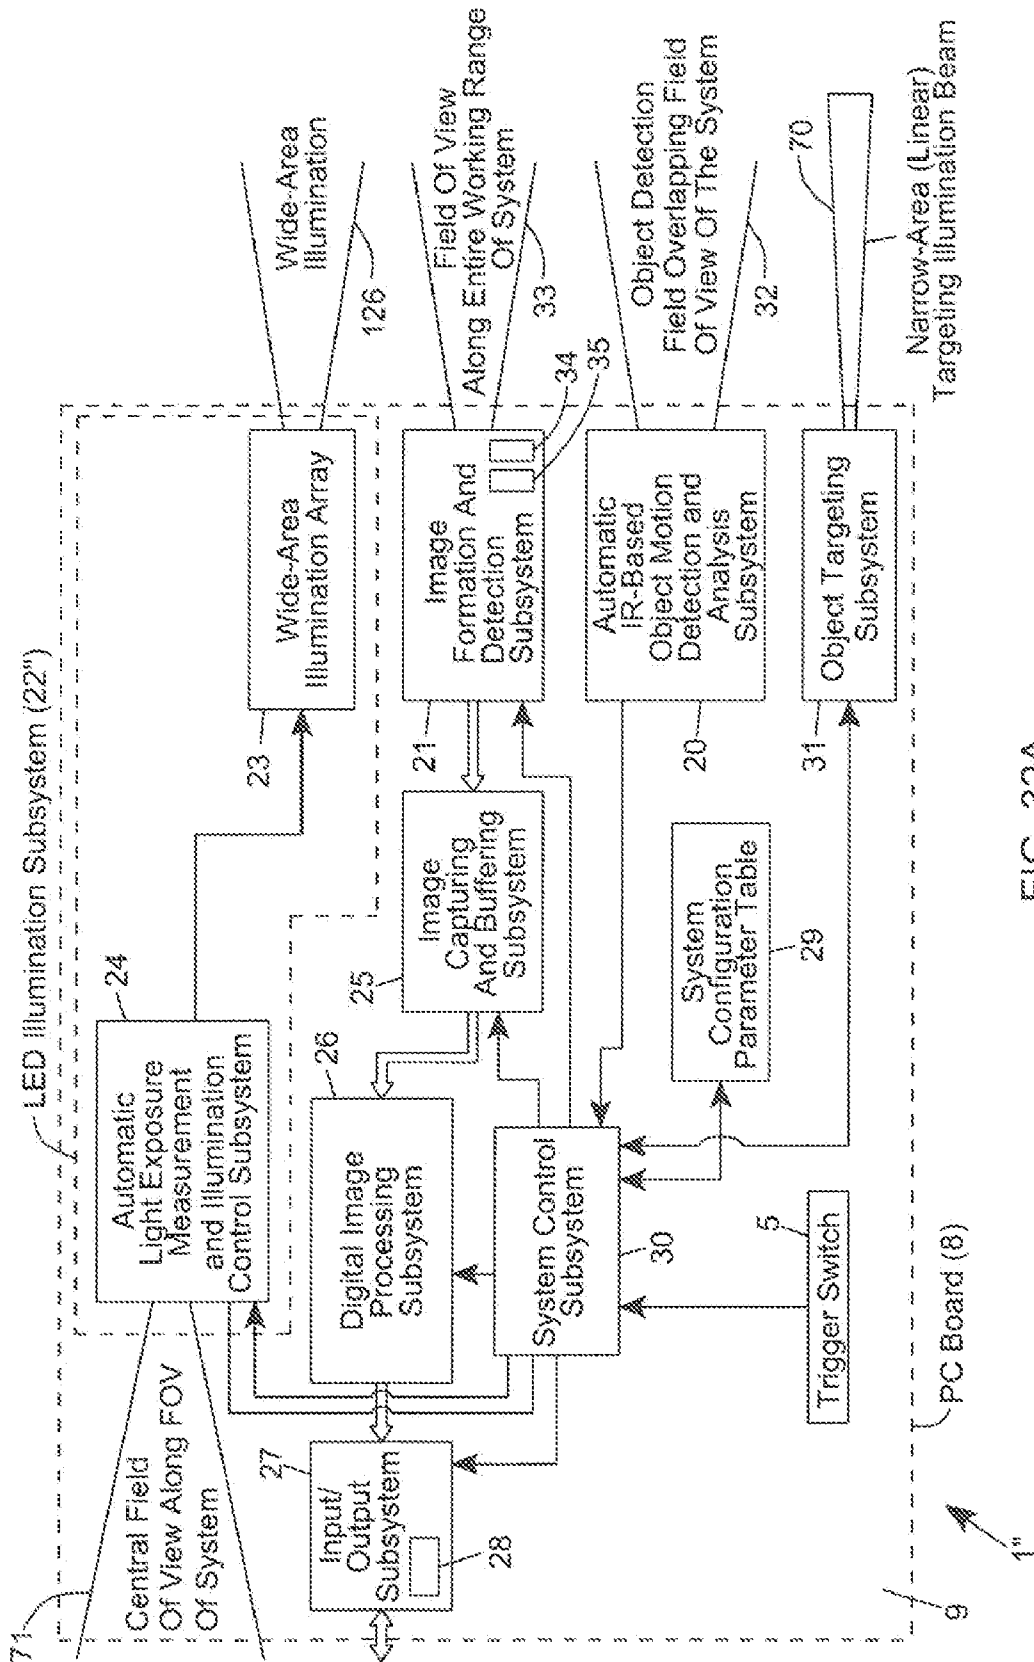 LED Illumination Subsystem (22")
24
Automatic
Light Exposure
Measurement
and Illumination
Control Subsystem
71
Central Field
Of View Along FOV
Of System
23
Wide-Area
Illumination Array
Wide-Area
Illumination
126
27
Input/
Output
Subsystem
28
26
Digital Image
Processing
Subsystem
25
Image
Capturing
And Buffering
Subsystem
21
Image
Formation And
Detection
Subsystem
34
35
Field Of View
Along Entire Working Range
Of System
33
System Control
Subsystem
30
Automatic
IR-Based
Object Motion
Detection and
Analysis
Subsystem
20
Object Detection
Field Overlapping Field
Of View Of The System
32
System
Configuration
Parameter Table
29
Trigger Switch
5
31
Object Targeting
Subsystem
70
Narrow-Area (Linear)
Targeting Illumination Beam
PC Board (8)
9
1"